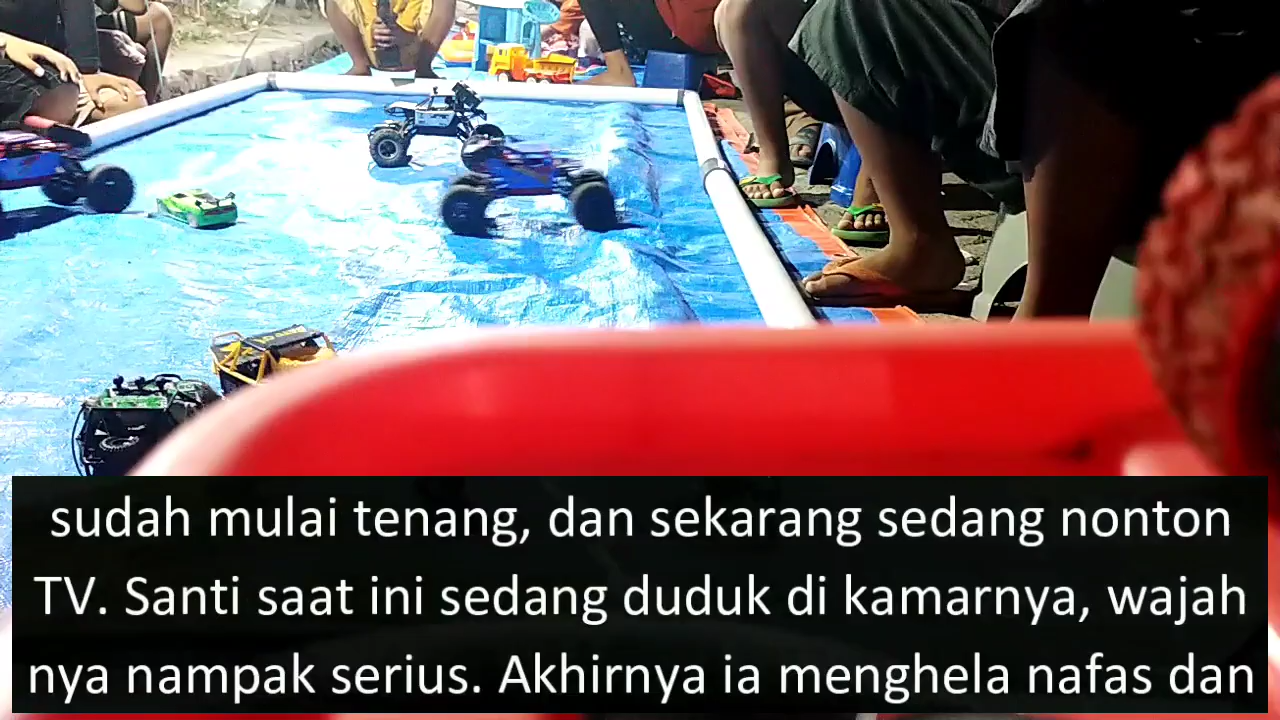 sudah mulai tenang, dan sekarang sedang nonton
TV. Santi saat ini sedang duduk di kamarnya, wajah
nya nampak serius. Akhirnya ia menghela nafas dan